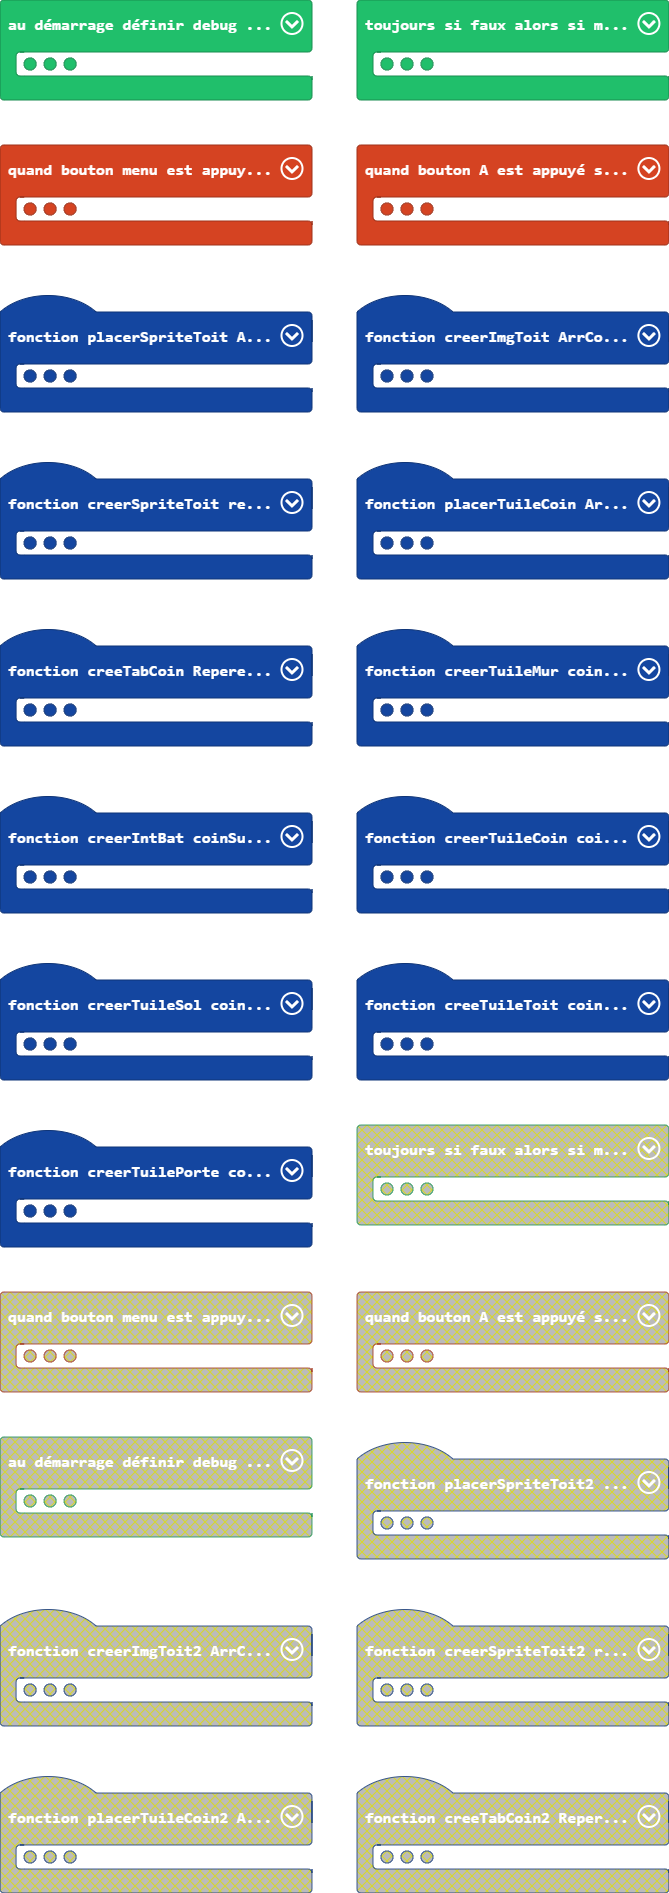 au démarrage définir debug ...
toujours si faux alors si m...
quand bouton menu est appuy...
quand bouton A est appuyé s...
fonction placerSpriteToit A...
fonction creerImgToit ArrCo...
fonction creerSpriteToit re...
fonction placerTuileCoin Ar...
fonction creeTabCoin Repere...
fonction creerTuileMur coin...
fonction creerIntBat coinSu...
fonction creerTuileCoin coi...
fonction creerTuileSol coin...
fonction creeTuileToit coin...
fonction creerTuilePorte co...
toujours si faux alors si m...
quand bouton menu est appuy...
quand bouton A est appuyé s...
au démarrage définir debug ...
fonction placerSpriteToit2 ...
fonction creerImgToit2 ArrC...
fonction creerSpriteToit2 r...
fonction placerTuileCoin2 A...
fonction creeTabCoin2 Reper...